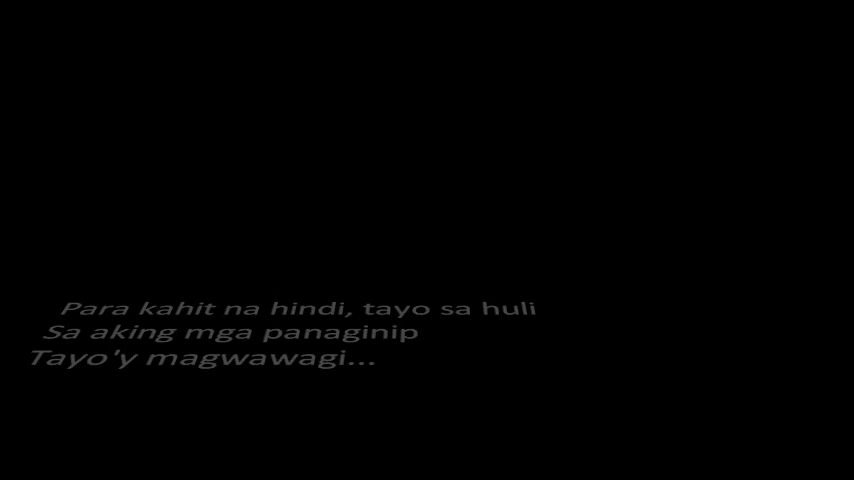 Para kahit na hindi, tayo sa huli
Sa aking mga panaginip
Tayo'y magwawagi...